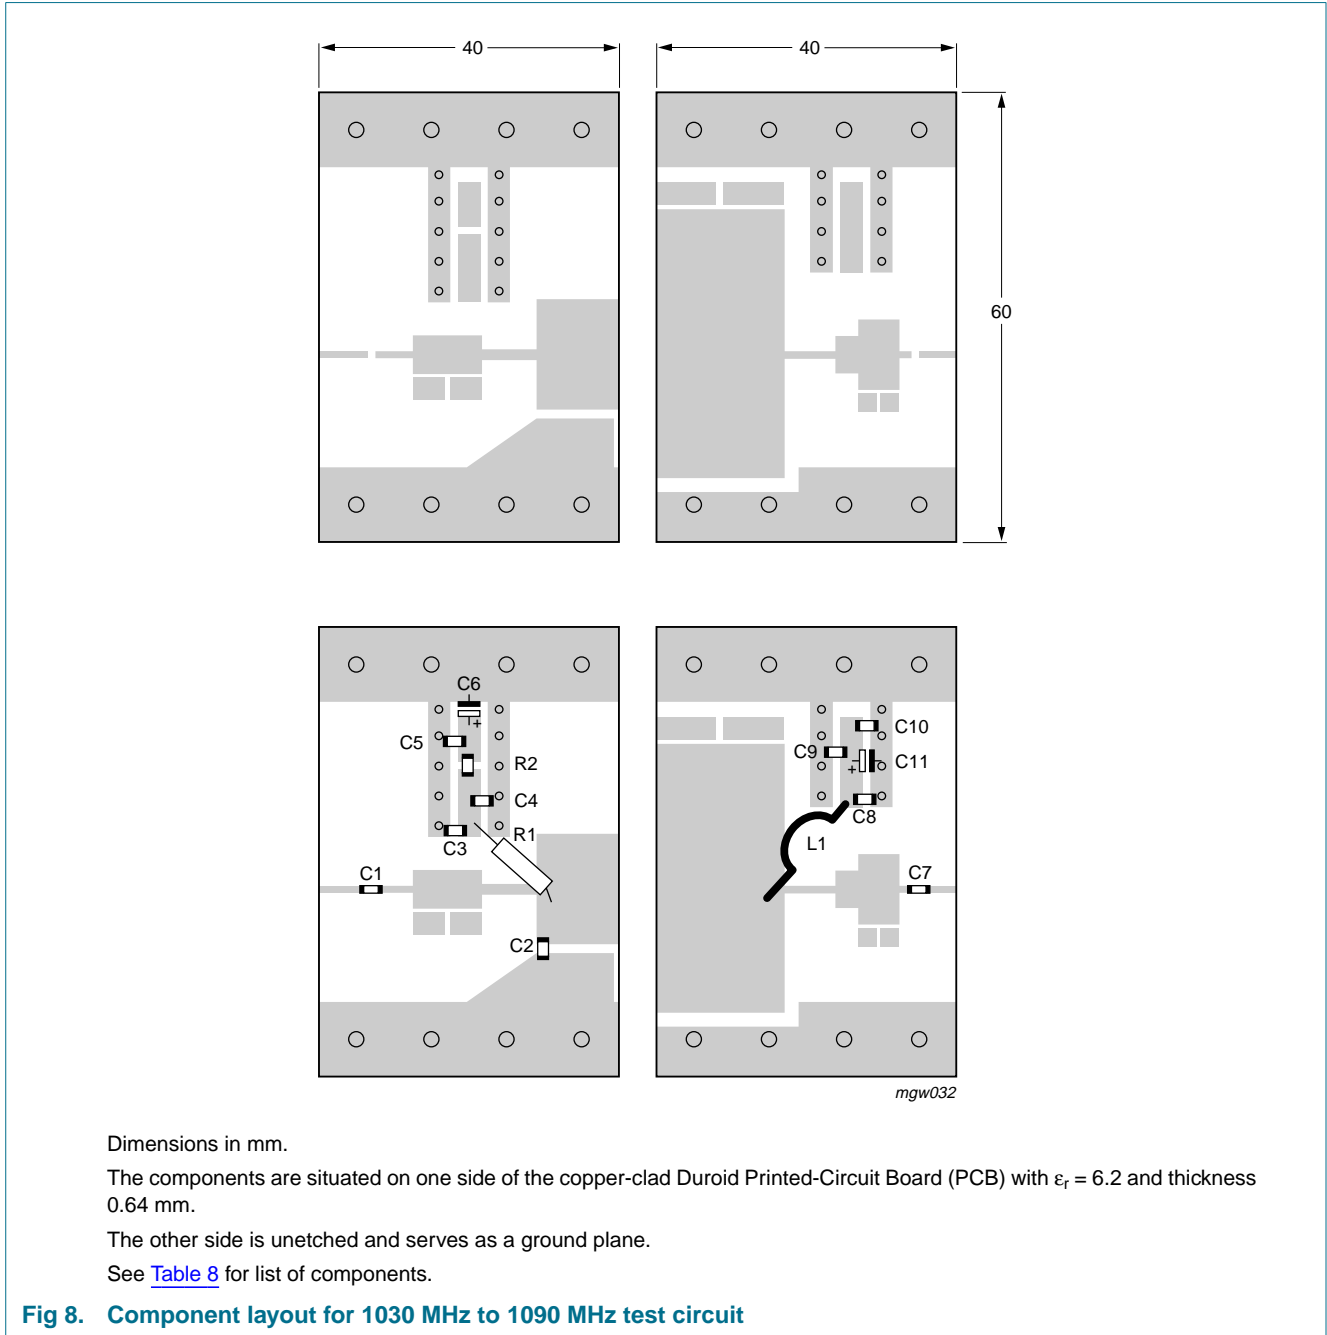 40
40
60
C6
+
C5
R2
C4
R1
C3
C1
C2
C10
C9
C11
+
C8
L1
C7
mgw032
Dimensions in mm.
The components are situated on one side of the copper-clad Duroid Printed-Circuit Board (PCB) with εr = 6.2 and thickness
0.64 mm.
The other side is unetched and serves as a ground plane.
See Table 8 for list of components.
Fig 8. Component layout for 1030 MHz to 1090 MHz test circuit